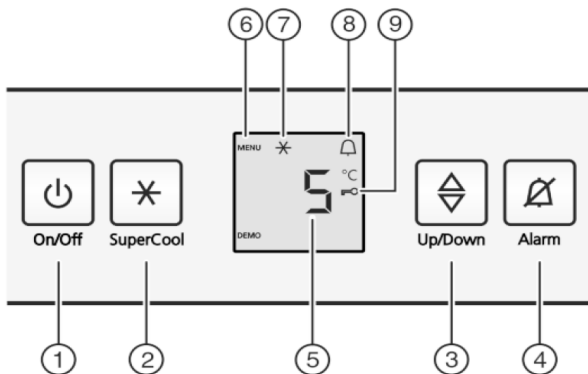 6 7 8 9
MENU
5 °C
DEMO
On/Off SuperCool Up/Down Alarm
1 2 5 3 4